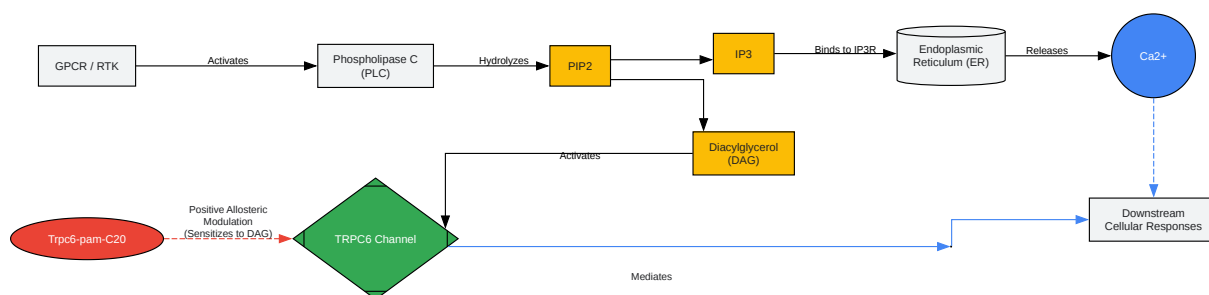 GPCR / RTK
Activates
Phospholipase C
(PLC)
Hydrolyzes
PIP2
IP3
Binds to IP3R
Endoplasmic
Reticulum (ER)
Releases
Ca2+
Diacylglycerol
(DAG)
Activates
Trpc6-pam-C20
Positive Allosteric
Modulation
(Sensitizes to DAG)
TRPC6 Channel
Mediates
Downstream
Cellular Responses